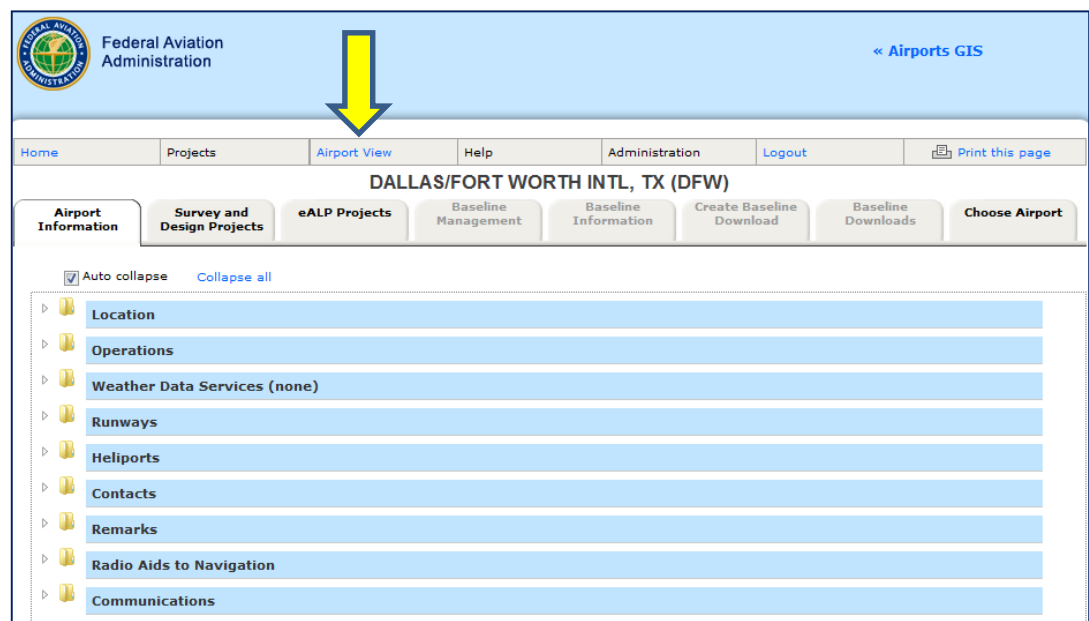 FEDERAL AVIATION
ADMINISTRATION
Federal Aviation
Administration
« Airports GIS
Home Projects Airport View Help Administration Logout Print this page
DALLAS/FORT WORTH INTL, TX (DFW)
Airport Information
Survey and Design Projects
eALP Projects
Baseline Management
Baseline Information
Create Baseline Download
Baseline Downloads
Choose Airport
Auto collapse Collapse all
Location
Operations
Weather Data Services (none)
Runways
Heliports
Contacts
Remarks
Radio Aids to Navigation
Communications